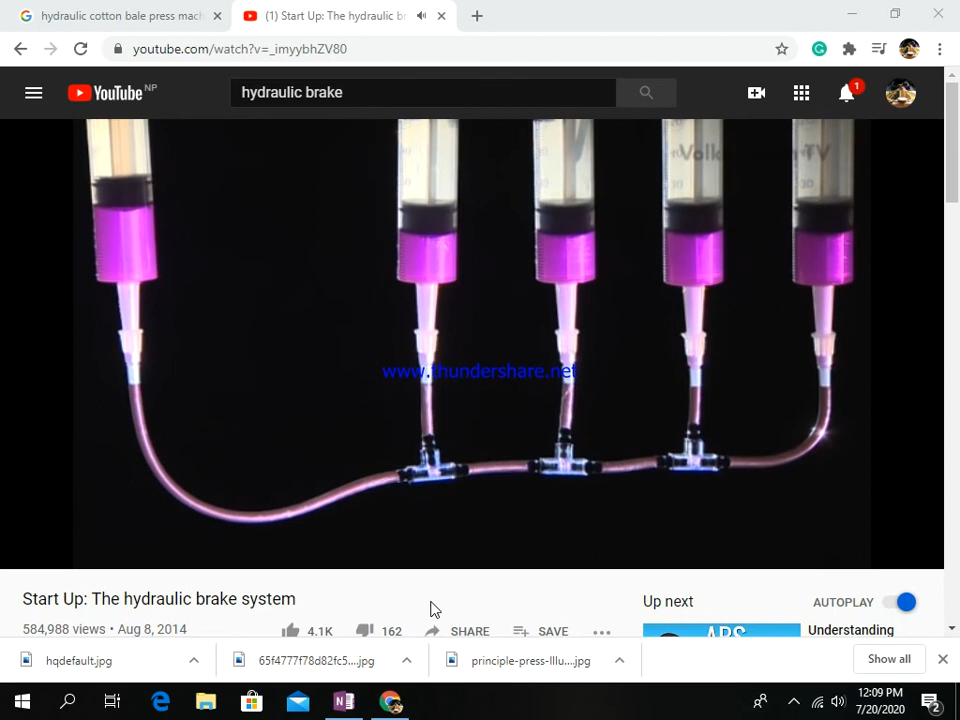 hydraulic cotton bale press mach
(1) Start Up: The hydraulic br
youtube.com/watch?v=_imyybhZV80
YouTube NP
hydraulic brake
1
www.thundershare.net
Start Up: The hydraulic brake system
584,988 views • Aug 8, 2014
4.1K
162
SHARE
SAVE
Up next
AUTOPLAY
ABS
Understanding
hqdefault.jpg
65f4777f78d82fc5....jpg
principle-press-Illu....jpg
Show all
12:09 PM
7/20/2020
2